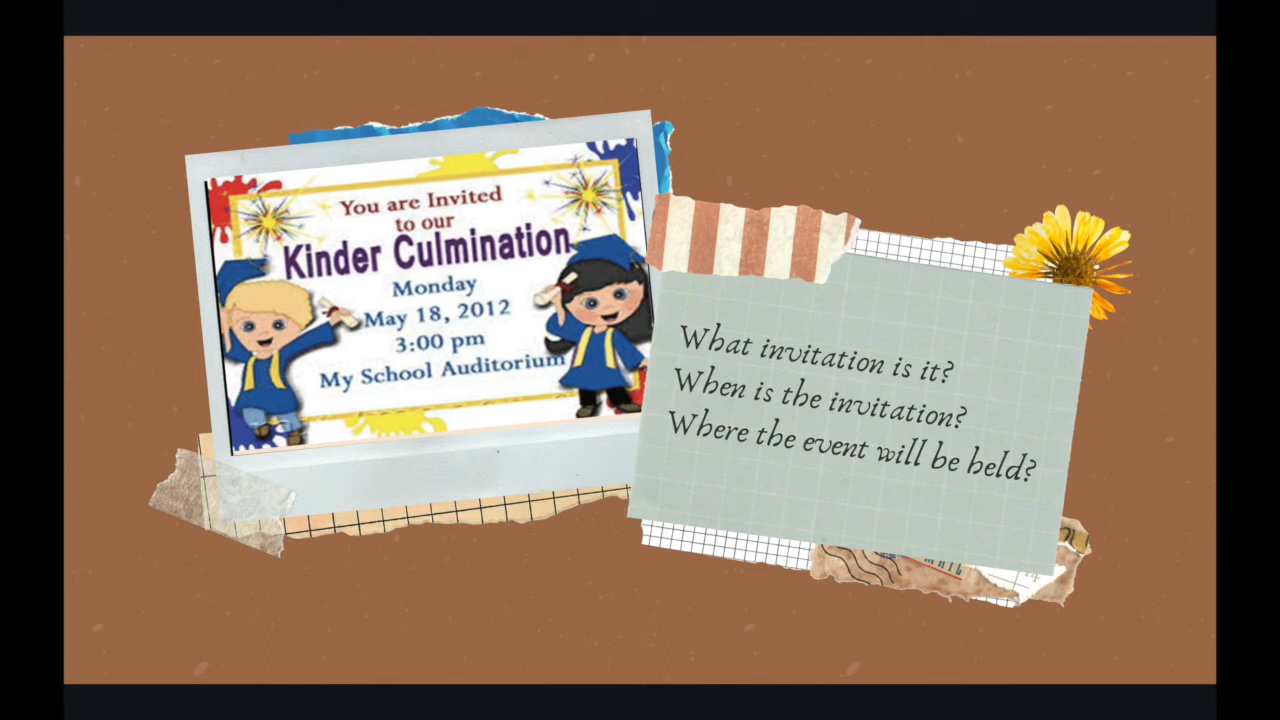 You are Invited
to our
Kinder Culmination
Monday
May 18, 2012
3:00 pm
My School Auditorium
What invitation is it?
When is the invitation?
Where the event will be held?
MAIL